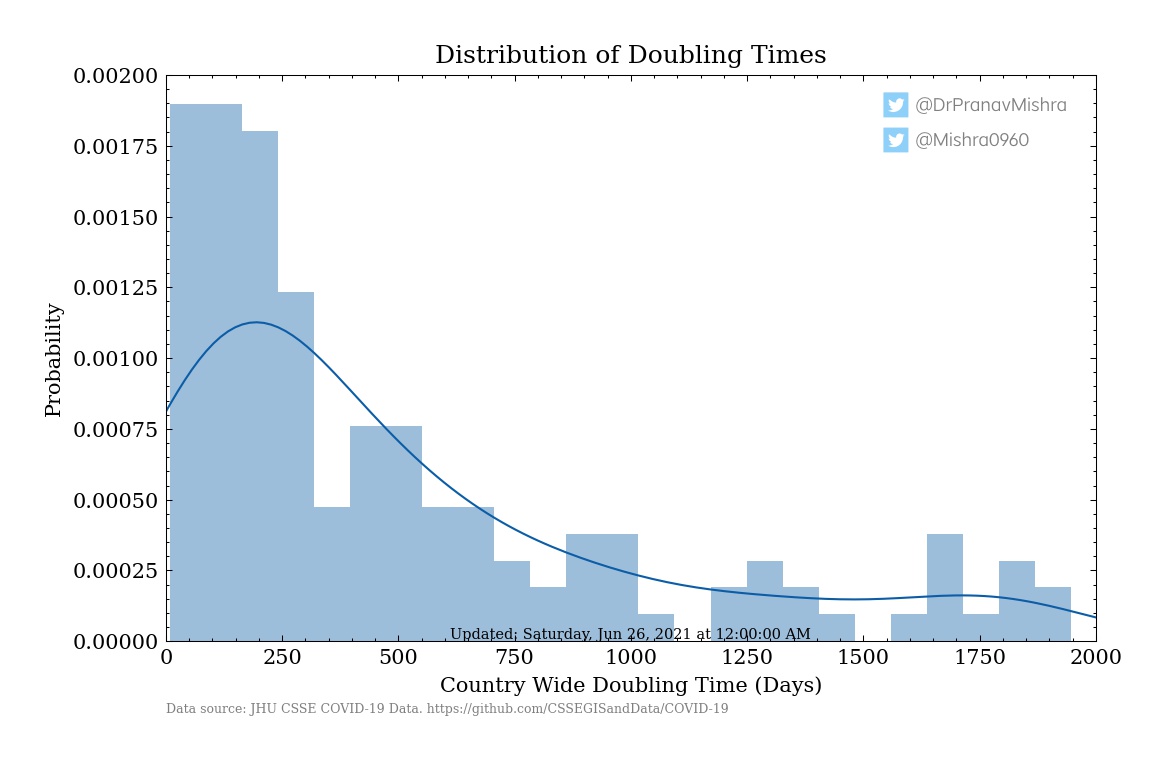 Distribution of Doubling Times
@DrPranavMishra
@Mishra0960
Probability
0.00200
0.00175
0.00150
0.00125
0.00100
0.00075
0.00050
0.00025
0.00000
Updated: Saturday, Jun 26, 2021 at 12:00:00 AM
0 250 500 750 1000 1250 1500 1750 2000
Country Wide Doubling Time (Days)
Data source: JHU CSSE COVID-19 Data. https://github.com/CSSEGISandData/COVID-19